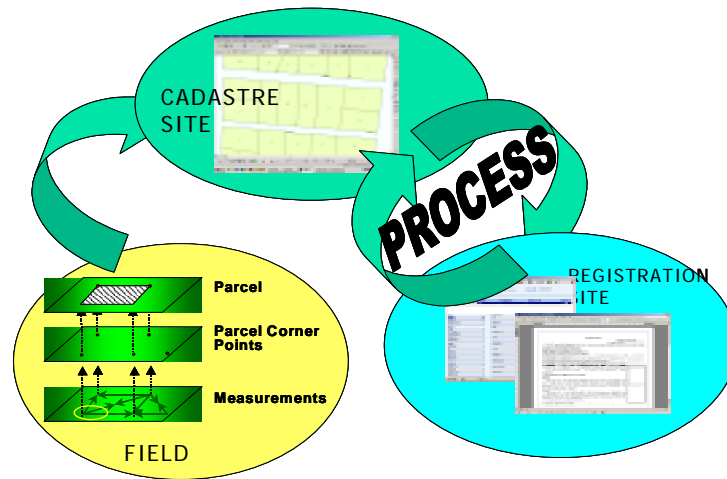 CADASTRE
SITE
PROCESS
REGISTRATION
SITE
Parcel
Parcel Corner
Points
Measurements
FIELD